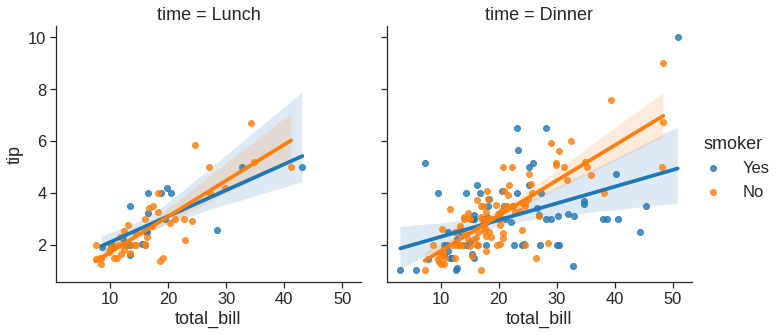 time = Lunch
time = Dinner
10
8
6
4
2
tip
10
20
30
40
50
total_bill
10
20
30
40
50
total_bill
smoker
Yes
No